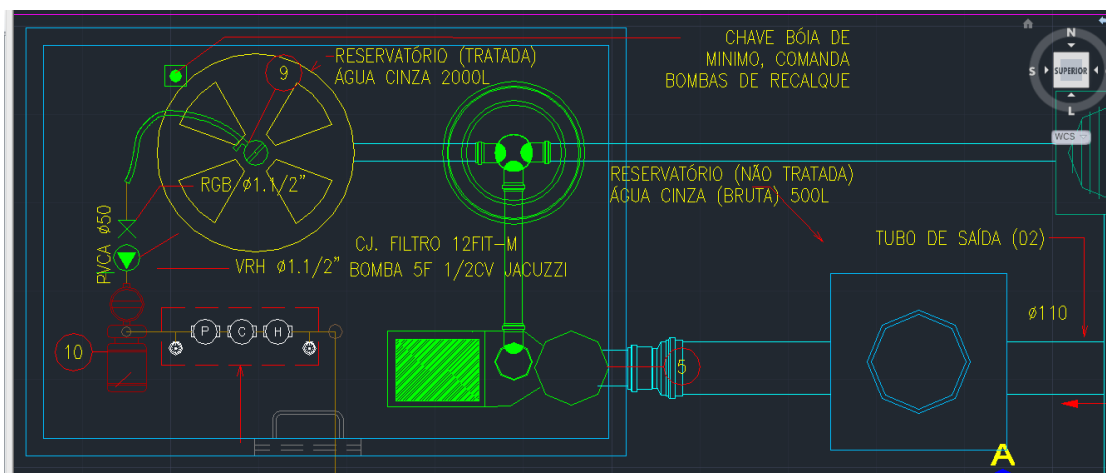 CHAVE BÓIA DE
MINIMO, COMANDA
BOMBAS DE RECALQUE
RESERVATÓRIO (TRATADA)
ÁGUA CINZA 2000L
9
N
S
SUPERIOR
L
WCS
RESERVATÓRIO (NÃO TRATADA)
ÁGUA CINZA (BRUTA) 500L
RGB ø1.1/2"
PVCA ø50
CJ. FILTRO 12FIT-M
BOMBA 5F 1/2CV JACUZZI
VRH ø1.1/2"
TUBO DE SAÍDA (02)
ø110
P
C
H
10
5
A